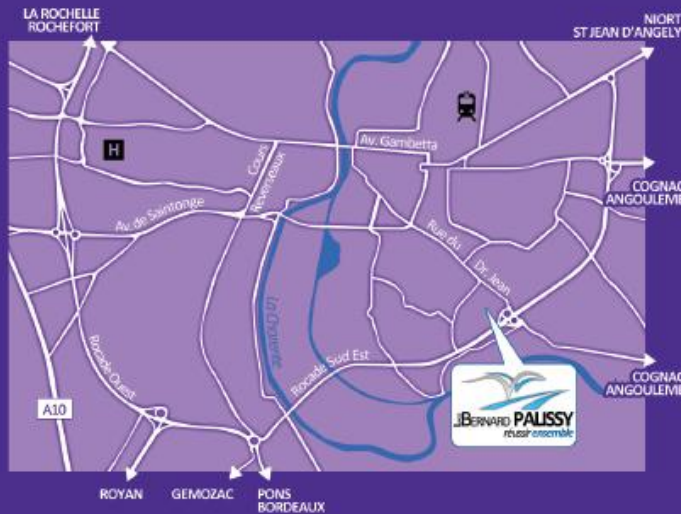 LA ROCHELLE
ROCHEFORT
NIORT
ST JEAN D'ANGELY
H
Av. Gambetta
Cours
Reverseaux
COGNAC
ANGOULEME
Av. de Saintonge
Rue du
Dr. Jean
La Charente
Rocade Sud Est
Rocade Ouest
COGNAC
ANGOULEME
A10
BERNARD PALISSY
réussir ensemble
ROYAN
GEMOZAC
PONS
BORDEAUX